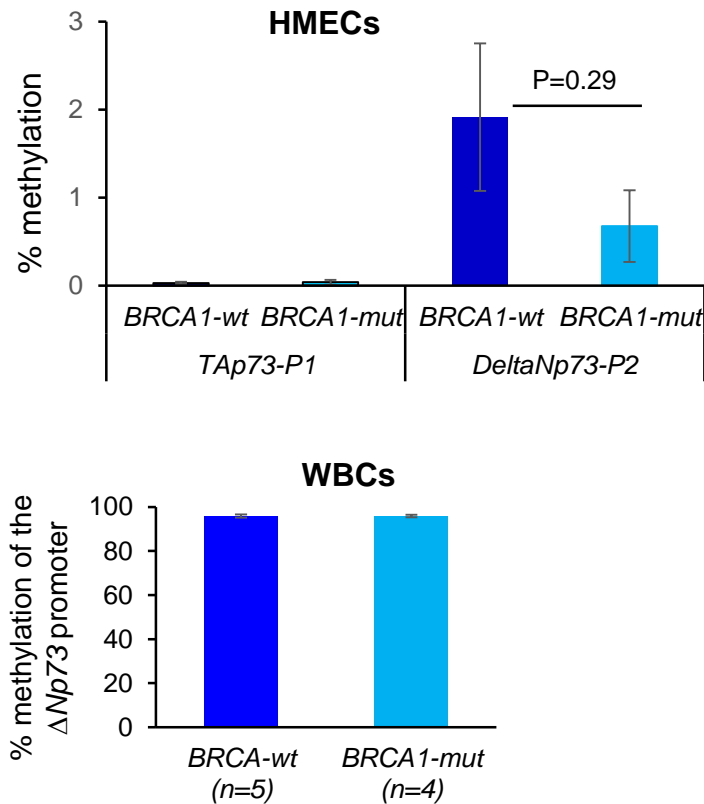 HMECs
3
2
1
0
% methylation
P=0.29
BRCA1-wt BRCA1-mut BRCA1-wt BRCA1-mut
TAp73-P1 DeltaNp73-P2
WBCs
100
80
60
40
20
0
% methylation of the
ΔNp73 promoter
BRCA-wt BRCA1-mut
(n=5) (n=4)